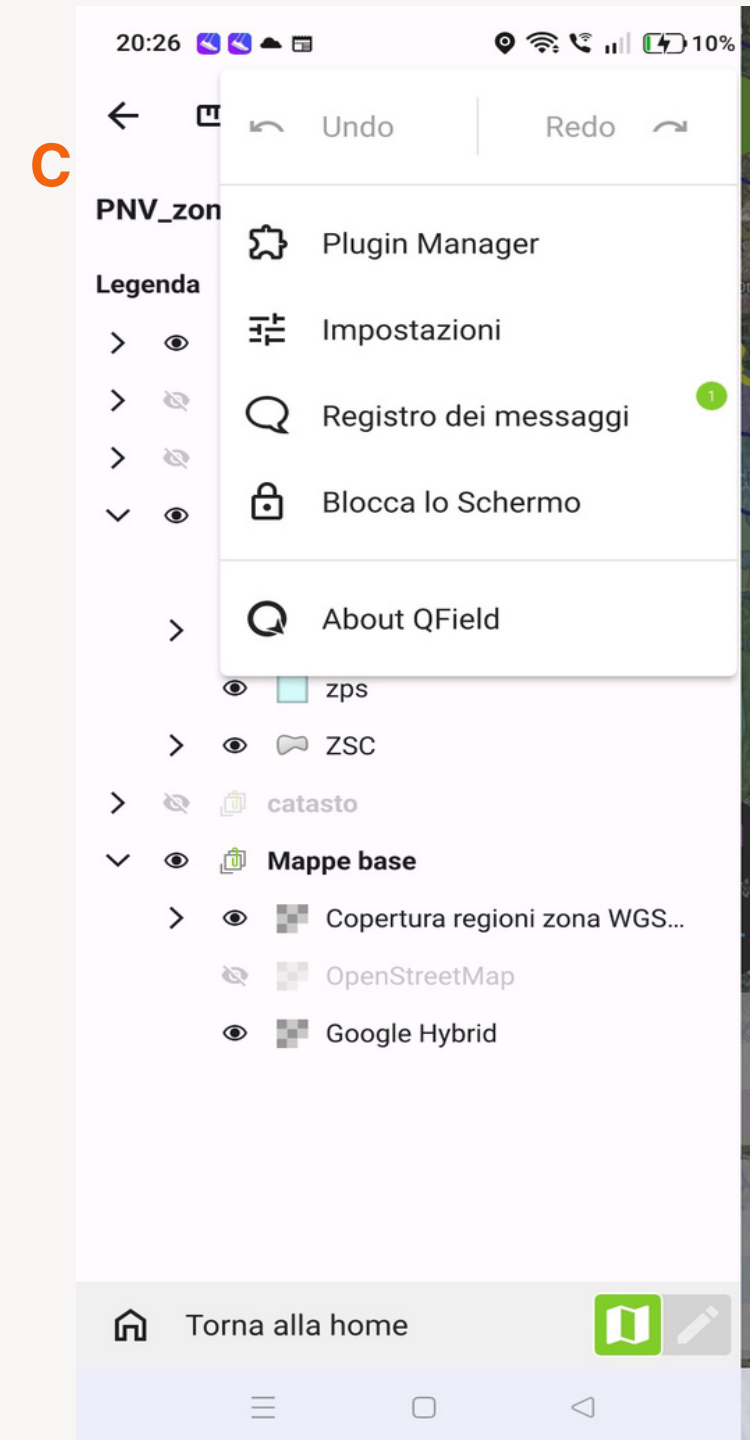 20:26 10%
C
Undo Redo
PNV_zon
Plugin Manager
Legenda
Impostazioni
1
Registro dei messaggi
Blocca lo Schermo
About QField
zps
ZSC
catasto
Mappe base
Copertura regioni zona WGS...
OpenStreetMap
Google Hybrid
Torna alla home